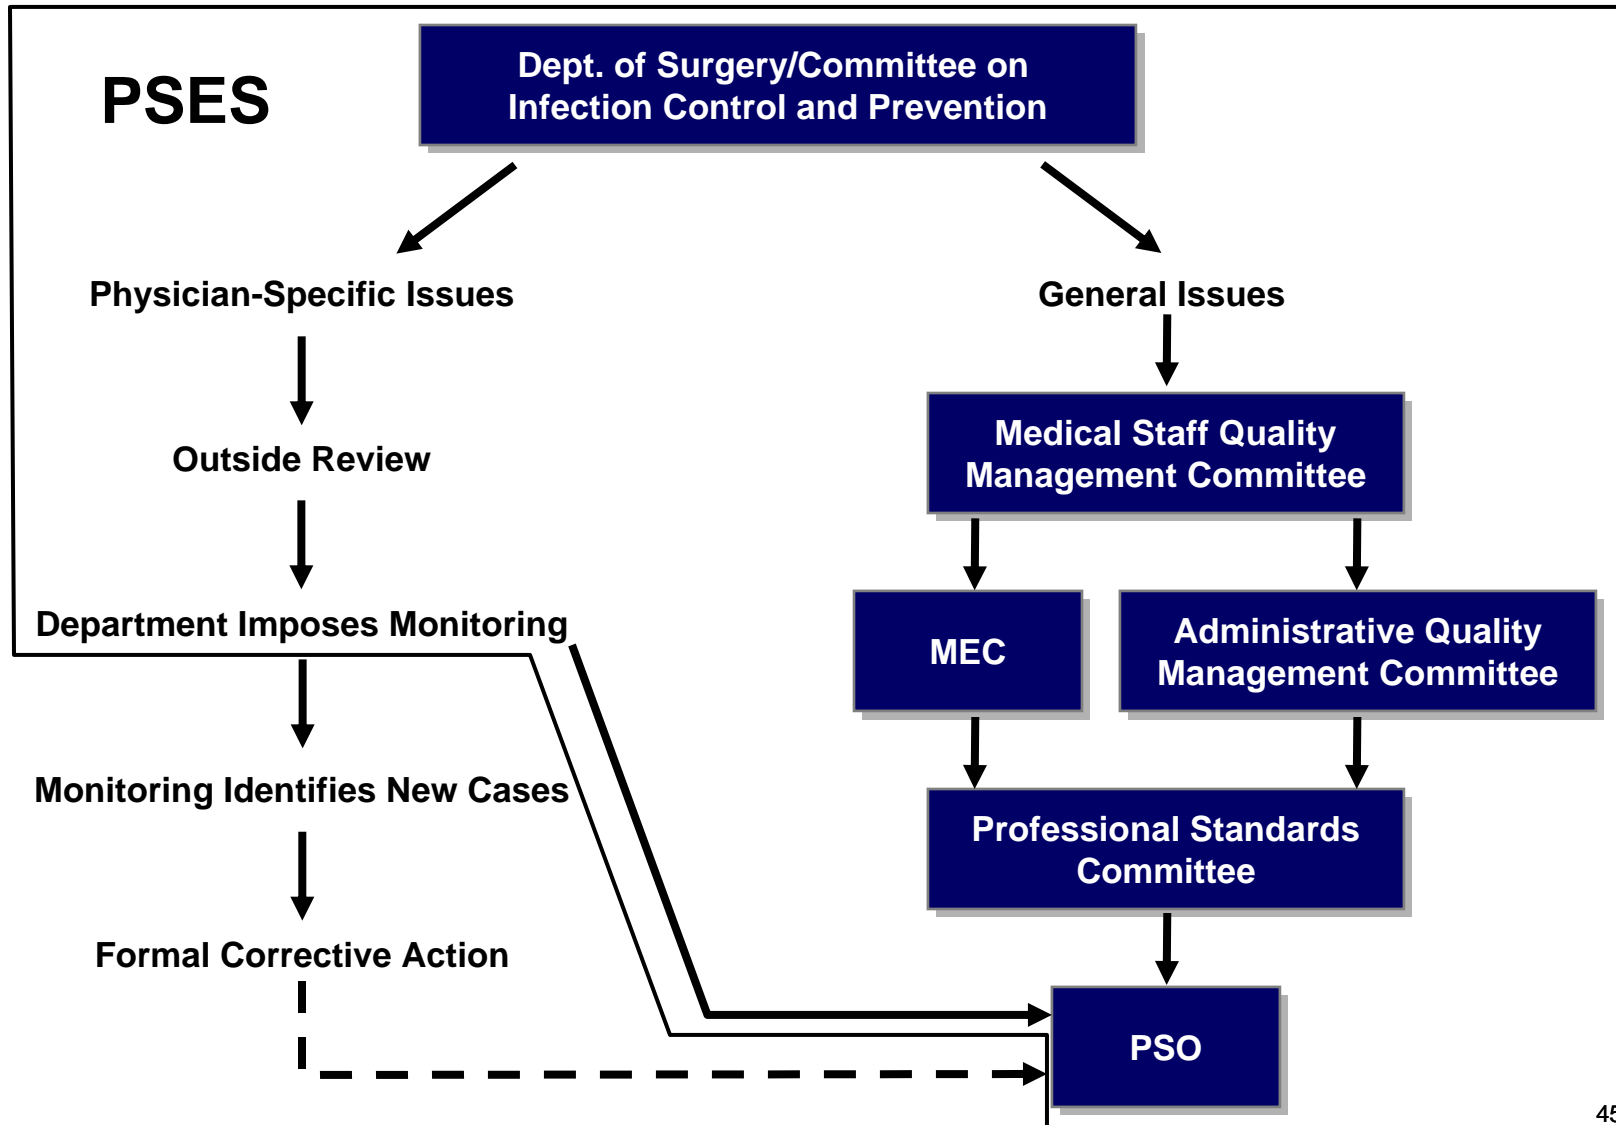 PSES
Dept. of Surgery/Committee on
Infection Control and Prevention
Physician-Specific Issues
General Issues
Outside Review
Medical Staff Quality
Management Committee
Department Imposes Monitoring
MEC
Administrative Quality
Management Committee
Monitoring Identifies New Cases
Professional Standards
Committee
Formal Corrective Action
PSO
45